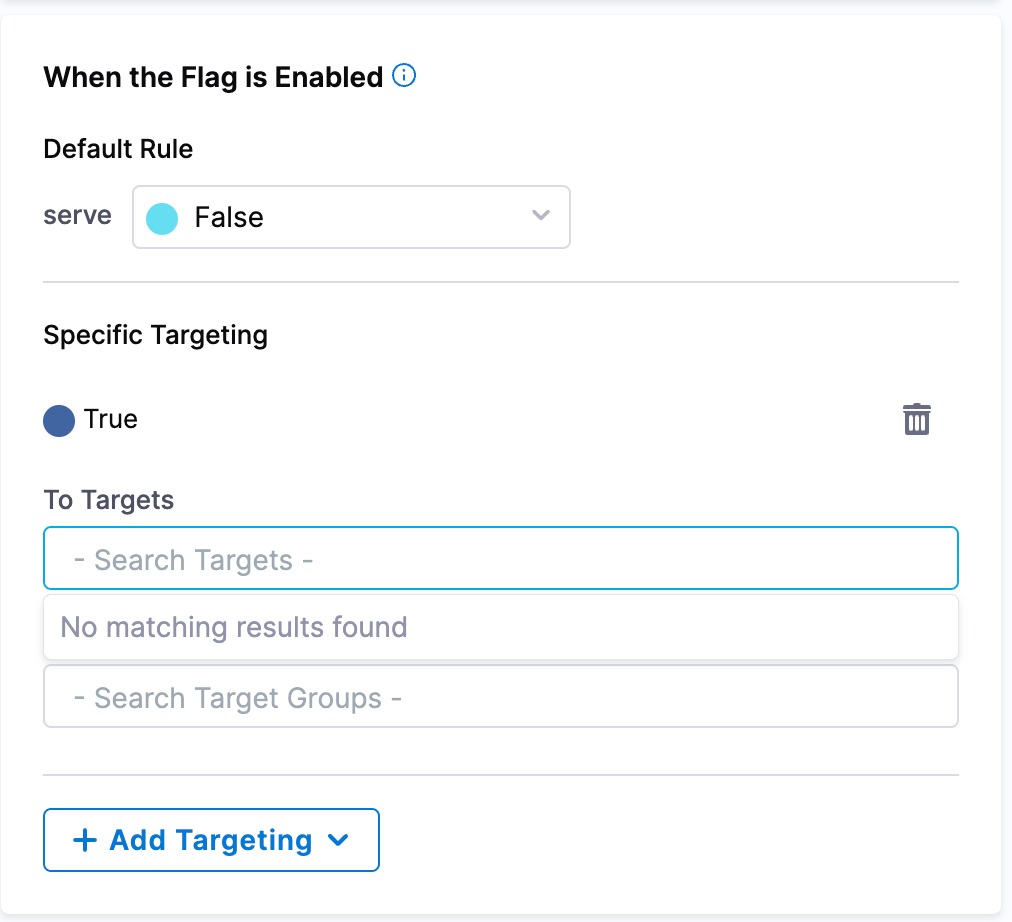 When the Flag is Enabled
Default Rule
serve False
Specific Targeting
True
To Targets
- Search Targets -
No matching results found
- Search Target Groups -
+ Add Targeting